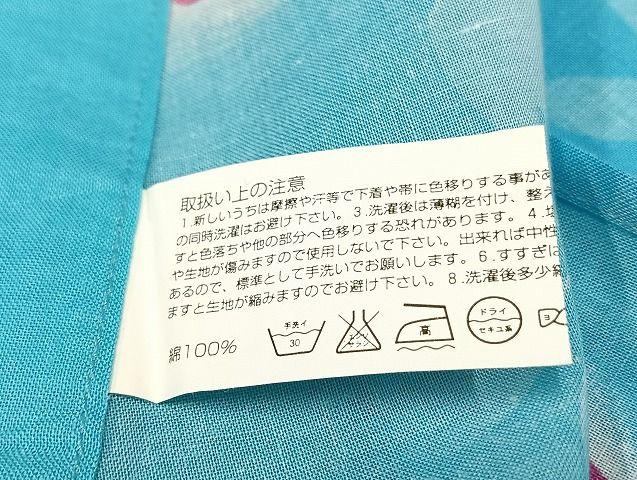 取扱い上の注意
1.新しいうちは摩擦や汗等で下着や帯に色移りする事があ
の同時洗濯はお避け下さい。3.洗濯後は薄糊を付け、整え
すと色落ちや他の部分へ色移りする恐れがあります。4.
や生地が傷みますので使用しないで下さい。出来れば中性
あるので、標準として手洗いでお願いします。6.すすぎは
ますと生地が縮みますのでお避け下さい。8.洗濯後多少縮
綿100% 手洗イ 30 エンソ サラシ 高 ドライ セキユ系 ヨ